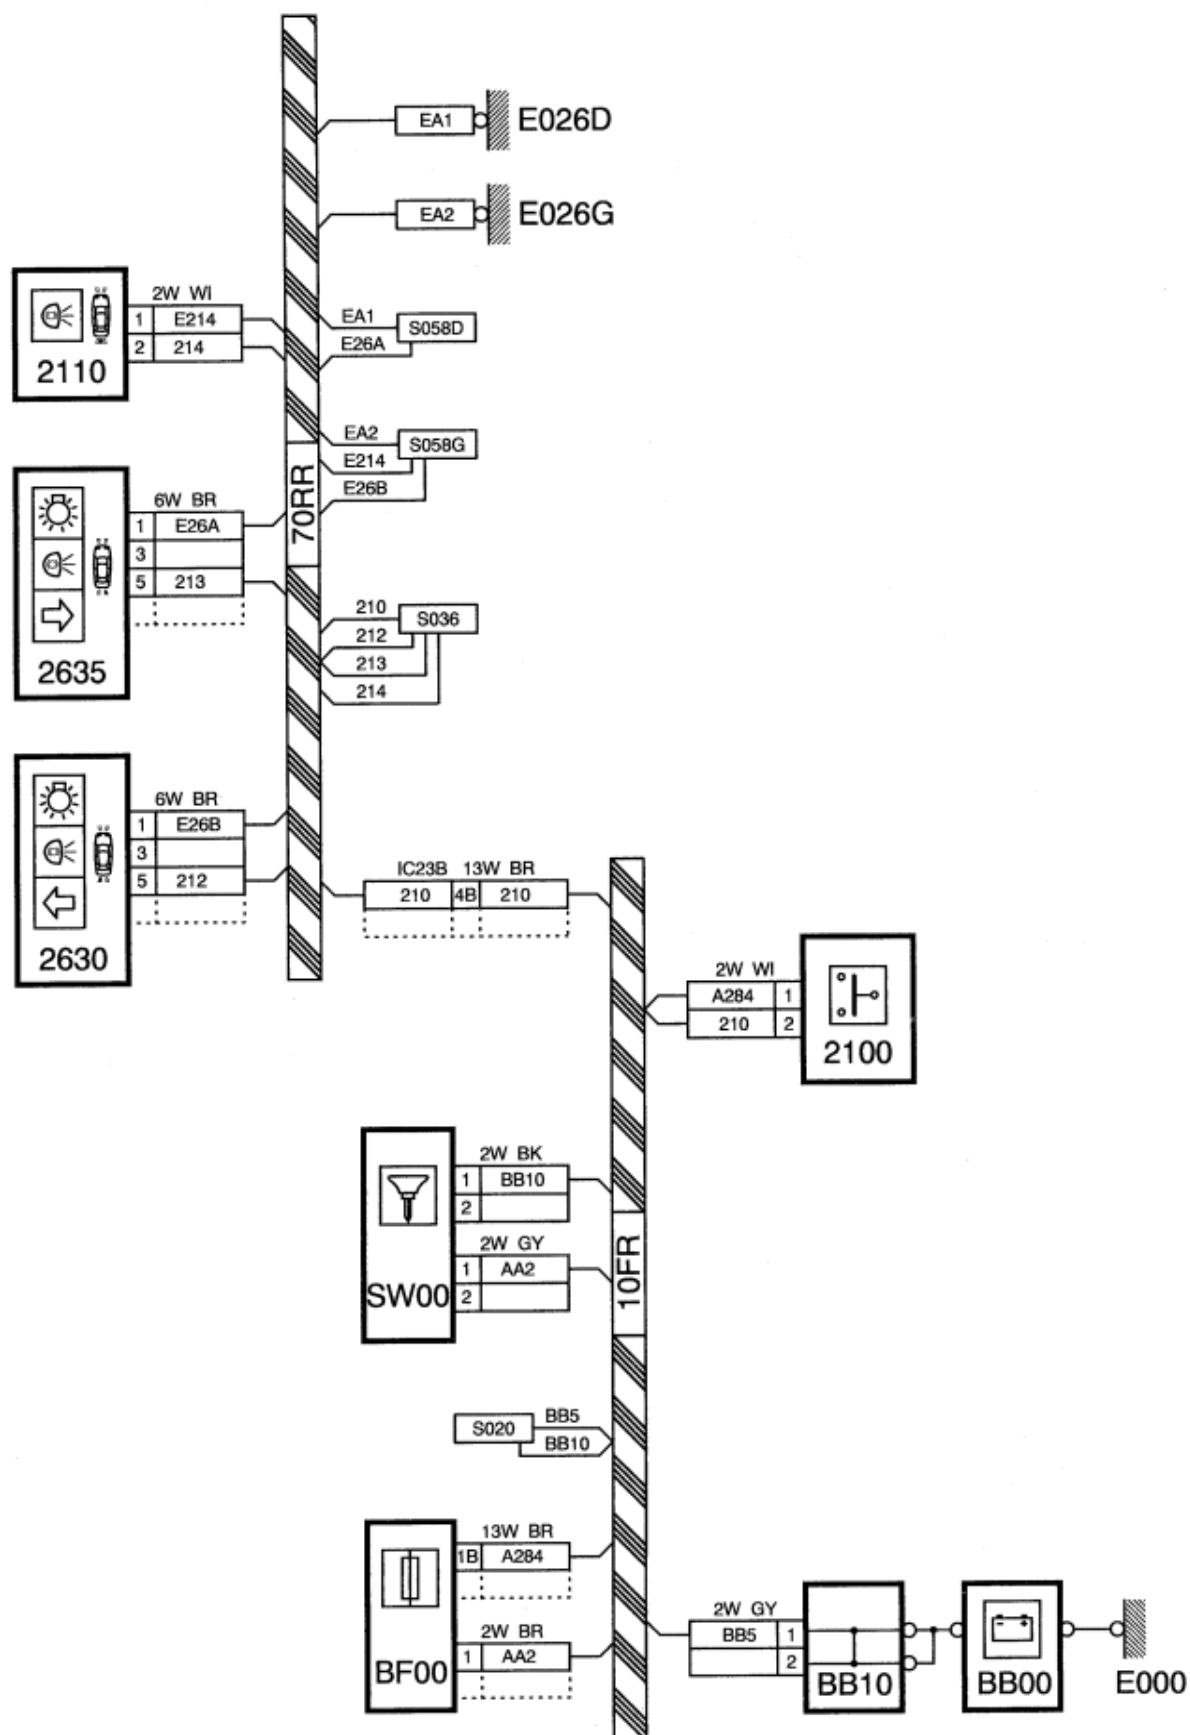 EA1 E026D
EA2 E026G
2W WI
1 E214
2 214
2110
EA1 S058D
E26A
EA2 S058G
E214
E26B
70RR
6W BR
1 E26A
3
5 213
2635
210 S036
212
213
214
6W BR
1 E26B
3
5 212
2630
IC23B 13W BR
210 4B 210
2W WI
A284 1
210 2
2100
2W BK
1 BB10
2
2W GY
1 AA2
2
SW00
10FR
S020 BB5
BB10
13W BR
1B A284
2W BR
1 AA2
BF00
2W GY
BB5 1
2
BB10
BB00
E000